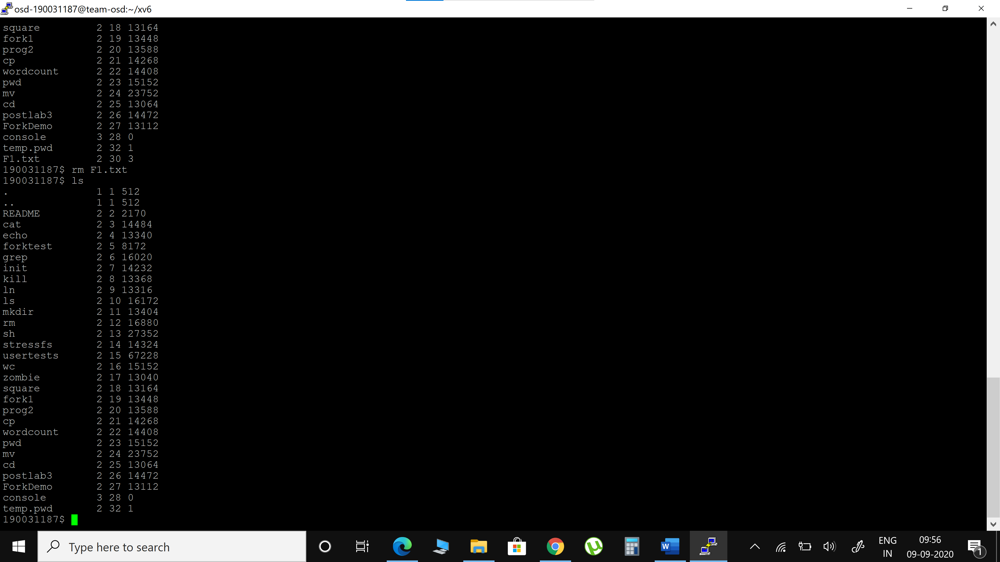 osd-190031187@team-osd:~/xv6
square 2 18 13164
fork1 2 19 13448
prog2 2 20 13588
cp 2 21 14268
wordcount 2 22 14408
pwd 2 23 15152
mv 2 24 23752
cd 2 25 13064
postlab3 2 26 14472
ForkDemo 2 27 13112
console 3 28 0
temp.pwd 2 32 1
F1.txt 2 30 3
190031187$ rm F1.txt
190031187$ ls
. 1 1 512
.. 1 1 512
README 2 2 2170
cat 2 3 14484
echo 2 4 13340
forktest 2 5 8172
grep 2 6 16020
init 2 7 14232
kill 2 8 13368
ln 2 9 13316
ls 2 10 16172
mkdir 2 11 13404
rm 2 12 16880
sh 2 13 27352
stressfs 2 14 14324
usertests 2 15 67228
wc 2 16 15152
zombie 2 17 13040
square 2 18 13164
fork1 2 19 13448
prog2 2 20 13588
cp 2 21 14268
wordcount 2 22 14408
pwd 2 23 15152
mv 2 24 23752
cd 2 25 13064
postlab3 2 26 14472
ForkDemo 2 27 13112
console 3 28 0
temp.pwd 2 32 1
190031187$
Type here to search
W
µ
ENG
IN
09:56
09-09-2020
1